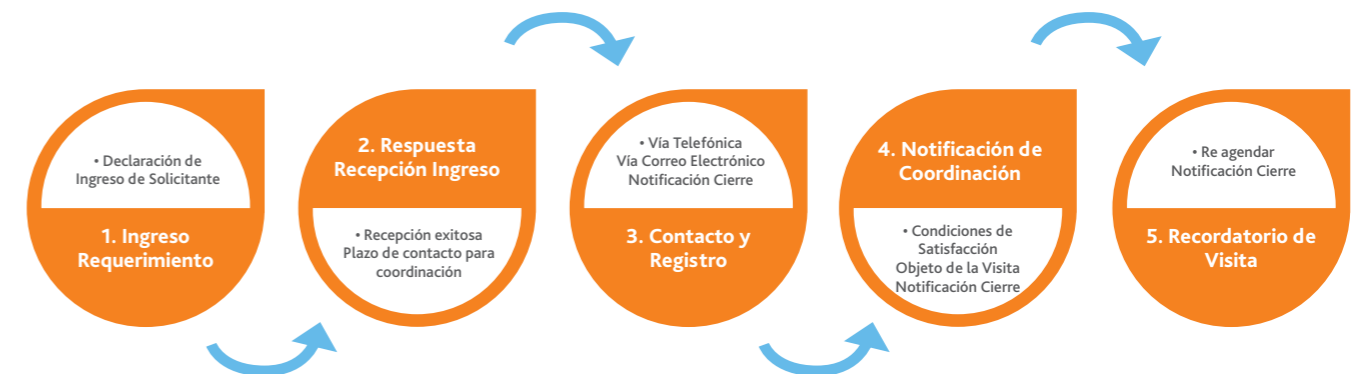 • Declaración de
Ingreso de Solicitante
1. Ingreso
Requerimiento
2. Respuesta
Recepción Ingreso
• Recepción exitosa
Plazo de contacto para
coordinación
• Vía Telefónica
Vía Correo Electrónico
Notificación Cierre
3. Contacto y
Registro
4. Notificación de
Coordinación
• Condiciones de
Satisfacción
Objeto de la Visita
Notificación Cierre
• Re agendar
Notificación Cierre
5. Recordatorio de
Visita